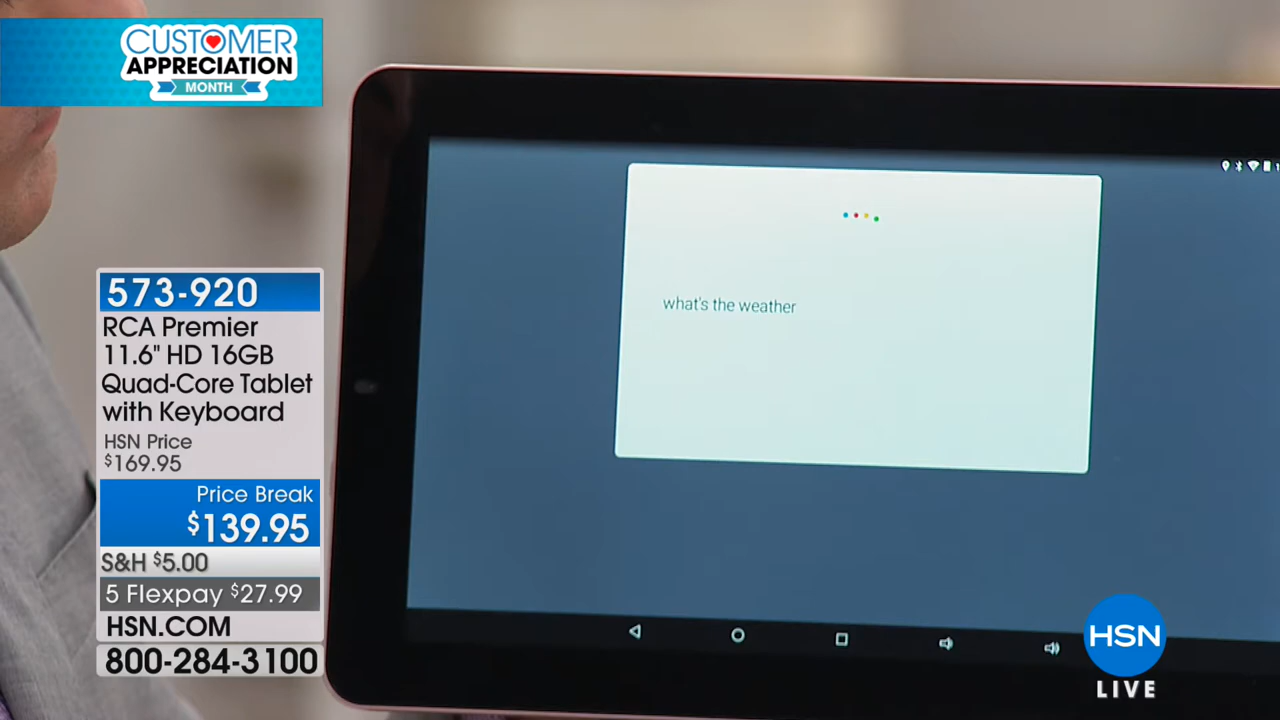 CUSTOMER
APPRECIATION
MONTH
573-920
RCA Premier
11.6" HD 16GB
Quad-Core Tablet
with Keyboard
HSN Price
$169.95
Price Break
$139.95
S&H $5.00
5 Flexpay $27.99
HSN.COM
800-284-3100
what's the weather
HSN
LIVE